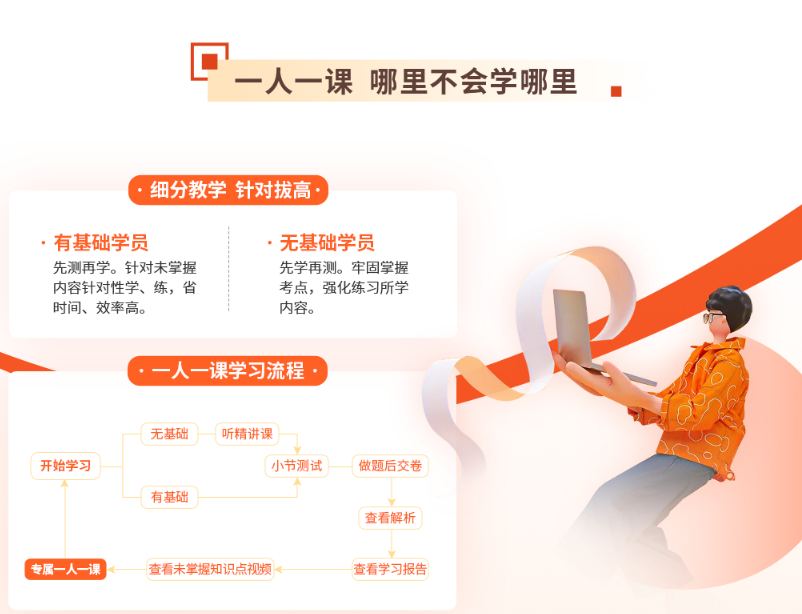 一人一课 哪里不会学哪里
· 细分教学 针对拔高 ·
· 有基础学员
先测再学。针对未掌握
内容针对性学、练，省
时间、效率高。
· 无基础学员
先学再测。牢固掌握
考点，强化练习所学
内容。
· 一人一课学习流程 ·
无基础
听精讲课
开始学习
小节测试
做题后交卷
有基础
查看解析
专属一人一课
查看未掌握知识点视频
查看学习报告